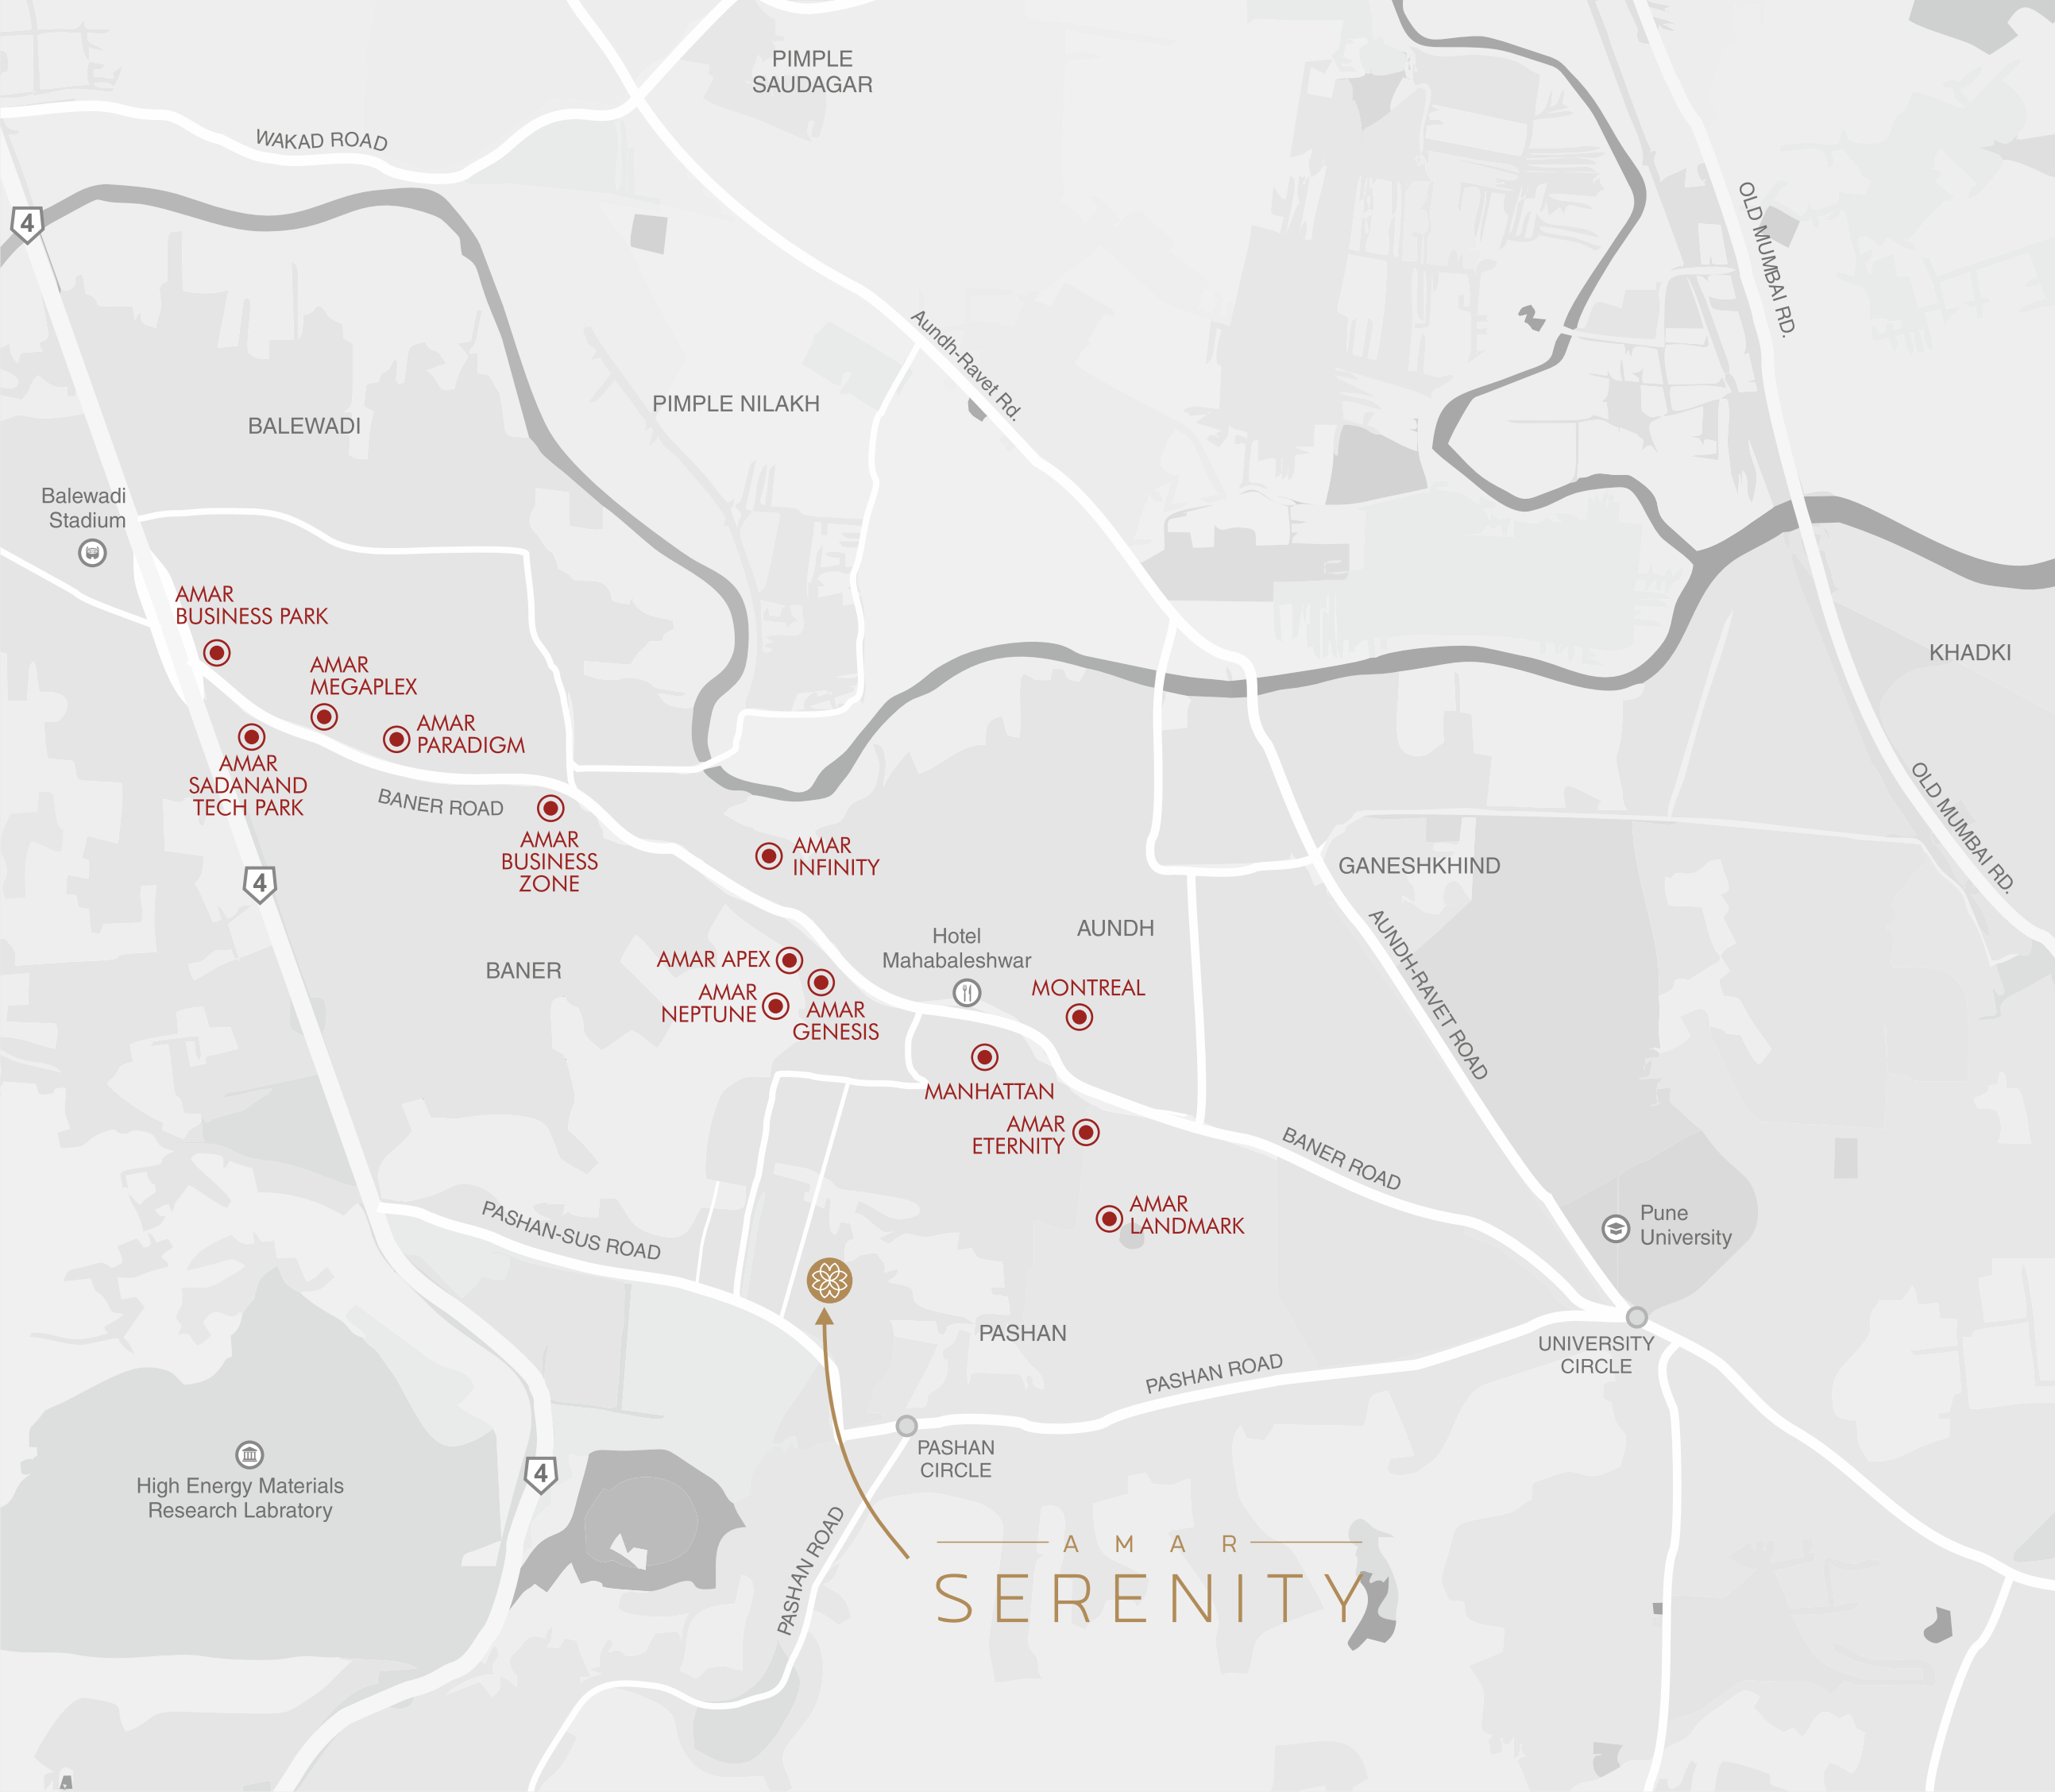 PIMPLE
SAUDAGAR
WAKAD ROAD
OLD MUMBAI RD.
4
Aundh-Ravet Rd.
PIMPLE NILAKH
BALEWADI
Balewadi
Stadium
AMAR
BUSINESS PARK
KHADKI
AMAR
MEGAPLEX
AMAR
PARADIGM
AMAR
SADANAND
TECH PARK
BANER ROAD
OLD MUMBAI RD.
AMAR
BUSINESS
ZONE
AMAR
INFINITY
GANESHKHIND
4
AUNDH
AUNDH-RAVET ROAD
Hotel
Mahabaleshwar
AMAR APEX
BANER
MONTREAL
AMAR
NEPTUNE
AMAR
GENESIS
MANHATTAN
AMAR
ETERNITY
BANER ROAD
AMAR
LANDMARK
Pune
University
PASHAN-SUS ROAD
PASHAN
UNIVERSITY
CIRCLE
PASHAN ROAD
PASHAN
CIRCLE
4
High Energy Materials
Research Labratory
PASHAN ROAD
AMAR
SERENITY